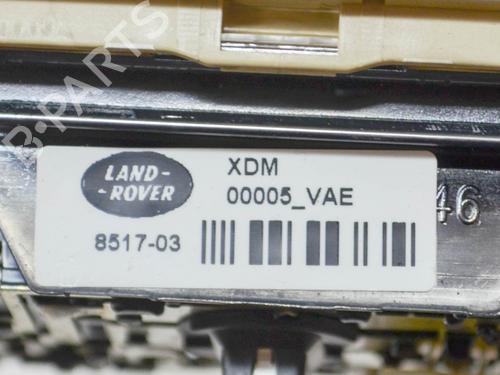 B-PARTS
LAND-
-ROVER
XDM
00005_VAE
8517-03
46